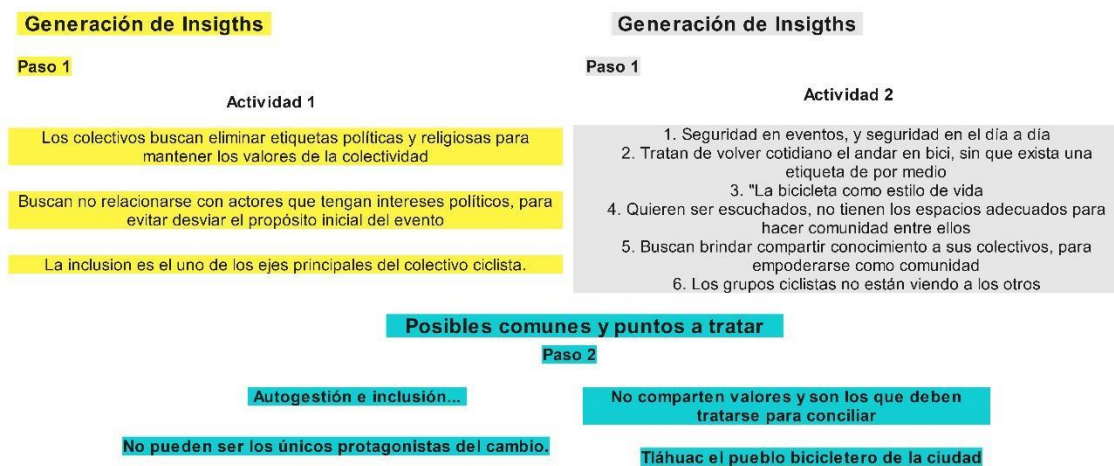 Generación de Insigths
Paso 1
Actividad 1
Los colectivos buscan eliminar etiquetas políticas y religiosas para
mantener los valores de la colectividad
Buscan no relacionarse con actores que tengan intereses políticos, para
evitar desviar el propósito inicial del evento
La inclusion es el uno de los ejes principales del colectivo ciclista.
Generación de Insigths
Paso 1
Actividad 2
1. Seguridad en eventos, y seguridad en el día a día
2. Tratan de volver cotidiano el andar en bici, sin que exista una
etiqueta de por medio
3. "La bicicleta como estilo de vida
4. Quieren ser escuchados, no tienen los espacios adecuados para
hacer comunidad entre ellos
5. Buscan brindar compartir conocimiento a sus colectivos, para
empoderarse como comunidad
6. Los grupos ciclistas no están viendo a los otros
Posibles comunes y puntos a tratar
Paso 2
Autogestión e inclusión...
No comparten valores y son los que deben
tratarse para conciliar
No pueden ser los únicos protagonistas del cambio.
Tláhuac el pueblo bicicletero de la ciudad